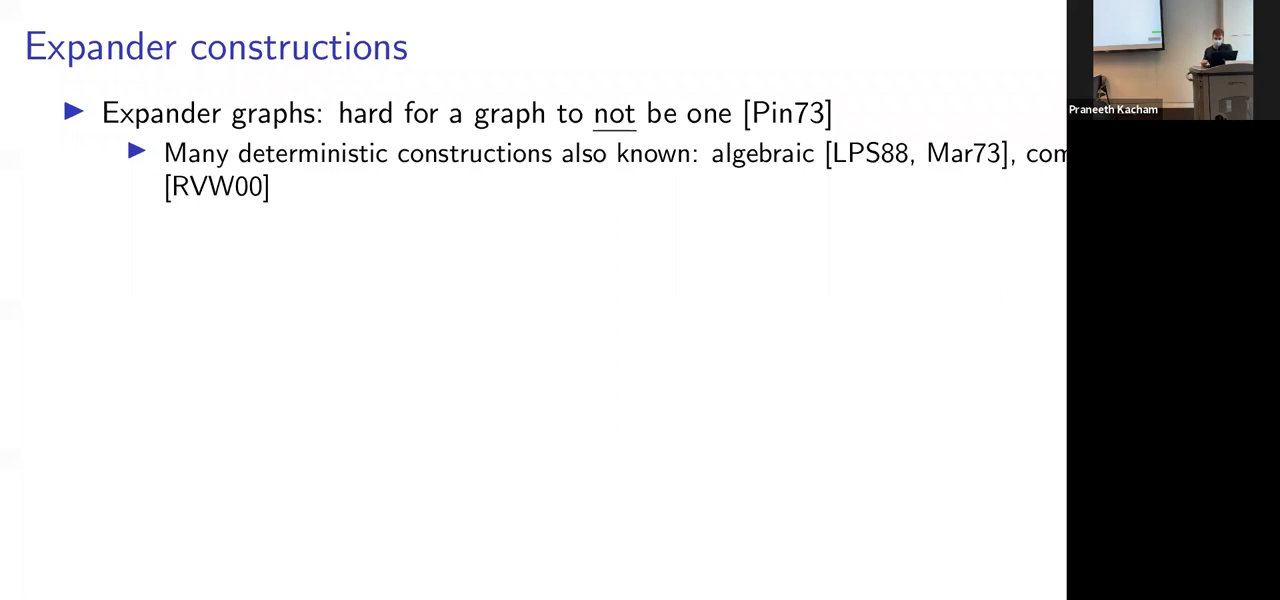 Expander constructions
Expander graphs: hard for a graph to not be one [Pin73]
Many deterministic constructions also known: algebraic [LPS88, Mar73], com
[RVW00]
Praneeth Kacham